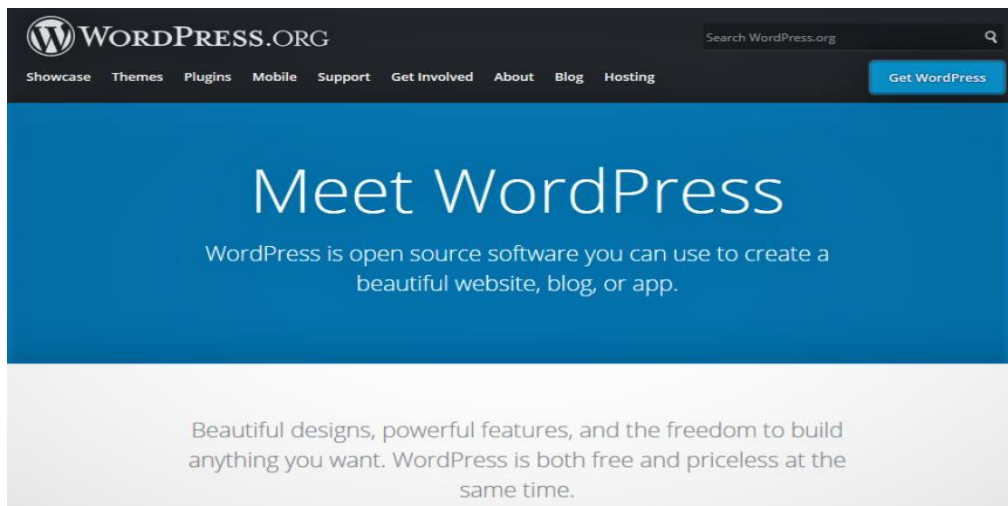 WORDPRESS.ORG
Search WordPress.org
Showcase Themes Plugins Mobile Support Get Involved About Blog Hosting
Get WordPress
Meet WordPress
WordPress is open source software you can use to create a
beautiful website, blog, or app.
Beautiful designs, powerful features, and the freedom to build
anything you want. WordPress is both free and priceless at the
same time.